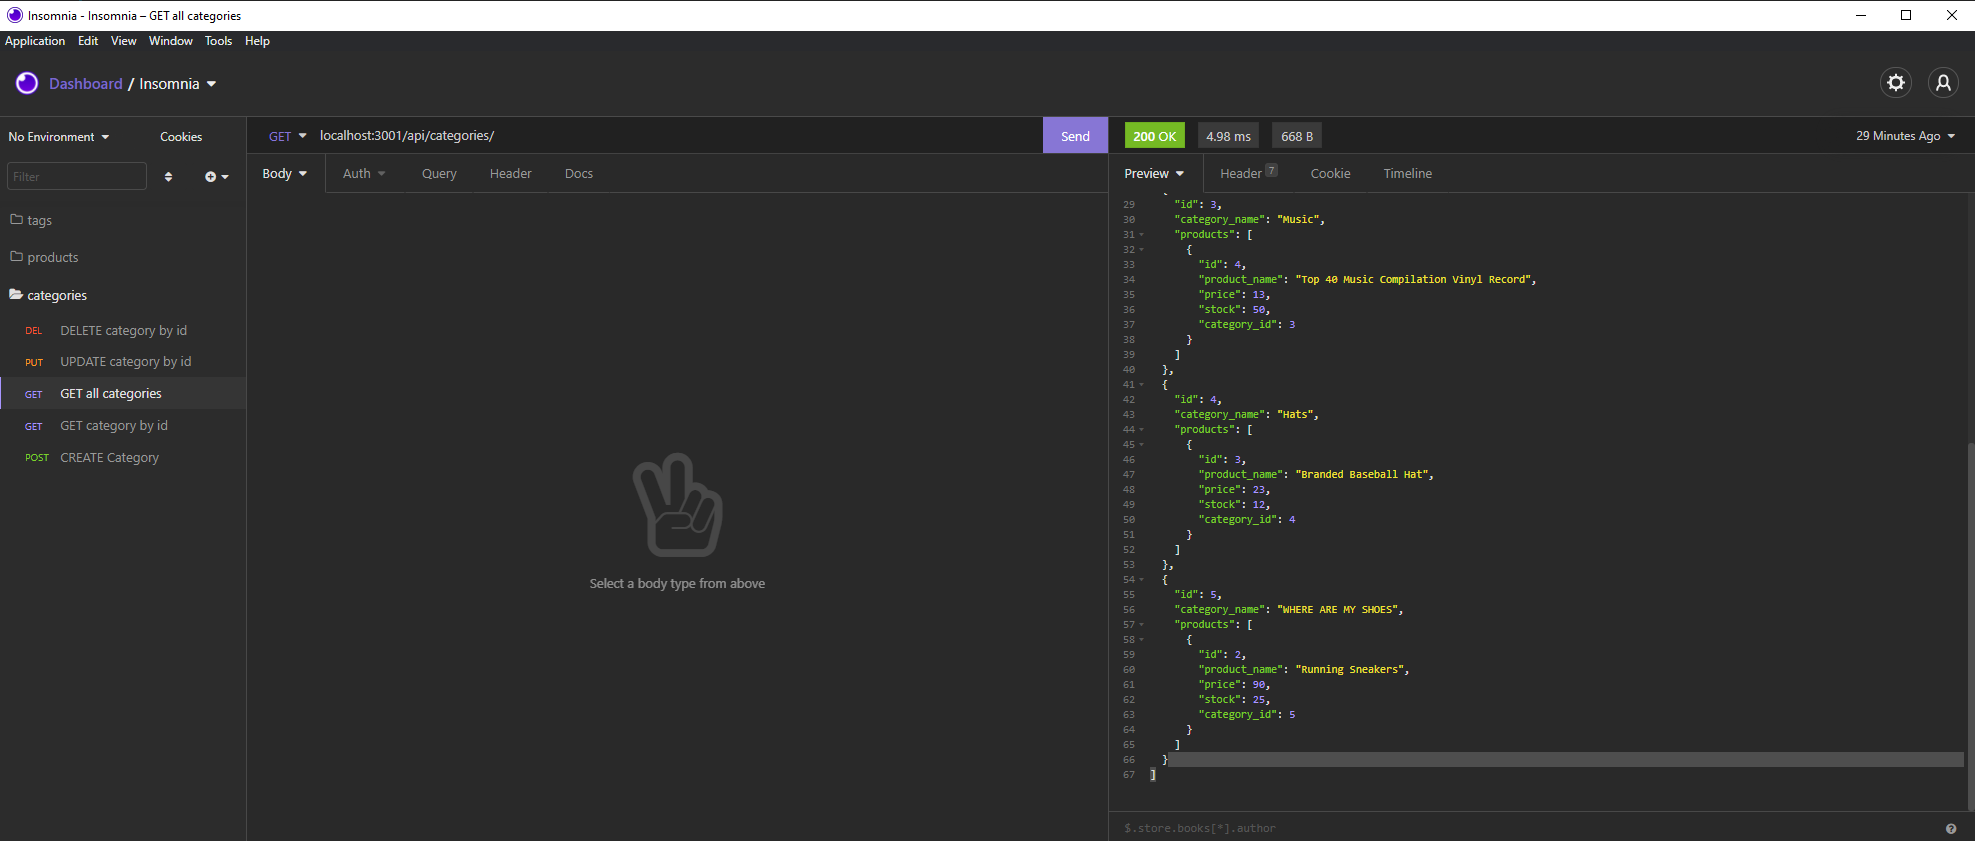 Insomnia - Insomnia – GET all categories
Application Edit View Window Tools Help
Dashboard / Insomnia
No Environment Cookies
Filter
tags
products
categories
DEL DELETE category by id
PUT UPDATE category by id
GET GET all categories
GET GET category by id
POST CREATE Category
GET localhost:3001/api/categories/ Send
Body Auth Query Header Docs
Select a body type from above
200 OK 4.98 ms 668 B 29 Minutes Ago
Preview Header 7 Cookie Timeline
29 "id": 3,
30 "category_name": "Music",
31 "products": [
32 {
33 "id": 4,
34 "product_name": "Top 40 Music Compilation Vinyl Record",
35 "price": 13,
36 "stock": 50,
37 "category_id": 3
38 }
39 ]
40 },
41 {
42 "id": 4,
43 "category_name": "Hats",
44 "products": [
45 {
46 "id": 3,
47 "product_name": "Branded Baseball Hat",
48 "price": 23,
49 "stock": 12,
50 "category_id": 4
51 }
52 ]
53 },
54 {
55 "id": 5,
56 "category_name": "WHERE ARE MY SHOES",
57 "products": [
58 {
59 "id": 2,
60 "product_name": "Running Sneakers",
61 "price": 90,
62 "stock": 25,
63 "category_id": 5
64 }
65 ]
66 }
67 ]
$.store.books[*].author